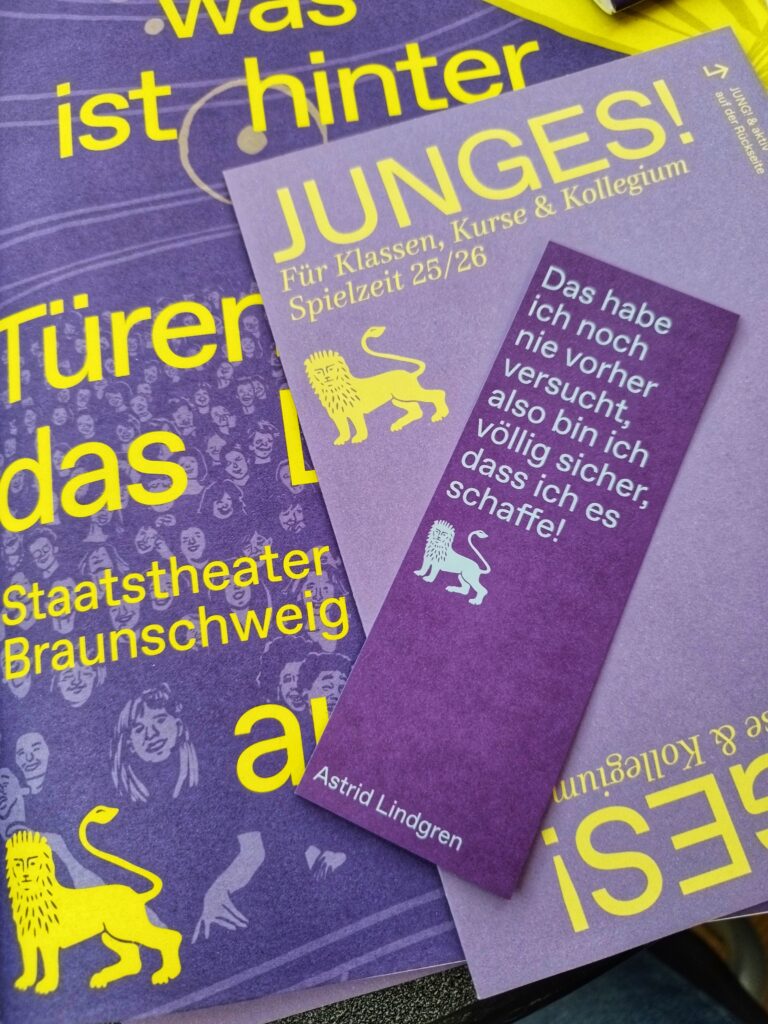 was
ist hinter
Türen
das
Staatstheater
Braunschweig
JUNGES!
Für Klassen, Kurse & Kollegium
Spielzeit 25/26
JUNG! & aktiv
auf der Rückseite
Das habe
ich noch
nie vorher
versucht,
also bin ich
völlig sicher,
dass ich es
schaffe!
Astrid Lindgren
& Kollegium
GES!